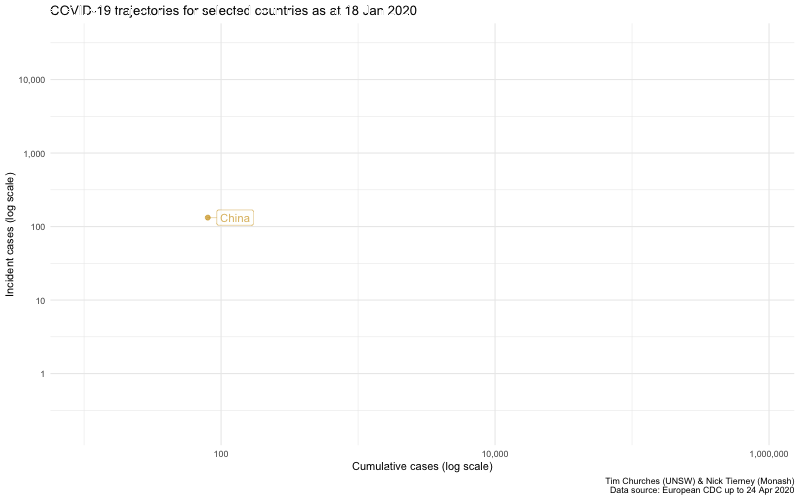 COVID-19 trajectories for selected countries as at 18 Jan 2020
10,000
1,000
100
10
1
Incident cases (log scale)
China
100
10,000
1,000,000
Cumulative cases (log scale)
Tim Churches (UNSW) & Nick Tierney (Monash)
Data source: European CDC up to 24 Apr 2020